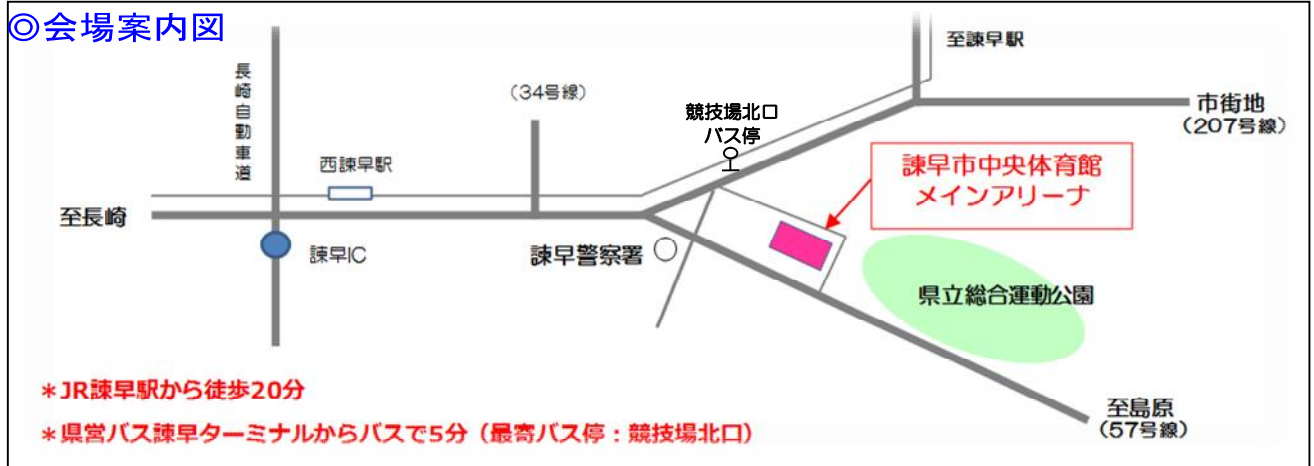 ◎会場案内図
至諫早駅
長崎自動車道
(34号線)
競技場北口
バス停
市街地
(207号線)
西諫早駅
諫早市中央体育館
メインアリーナ
至長崎
諫早IC
諫早警察署
県立総合運動公園
*JR諫早駅から徒歩20分
至島原
(57号線)
*県営バス諫早ターミナルからバスで5分(最寄バス停:競技場北口)